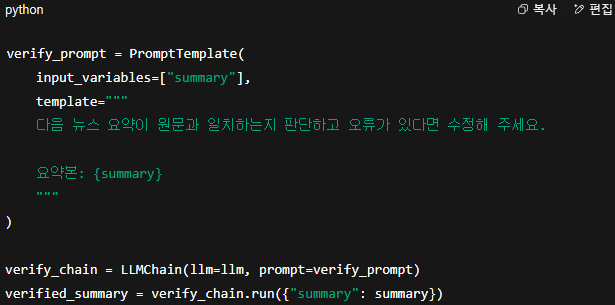 python
복사
편집
verify_prompt = PromptTemplate(
    input_variables=["summary"],
    template="""
    다음 뉴스 요약이 원문과 일치하는지 판단하고 오류가 있다면 수정해 주세요.

    요약본: {summary}
    """
)

verify_chain = LLMChain(llm=llm, prompt=verify_prompt)
verified_summary = verify_chain.run({"summary": summary})